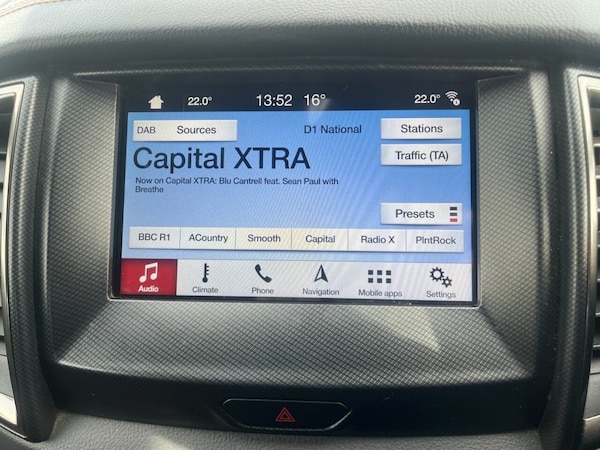 22.0° 13:52 16° 22.0°
DAB Sources D1 National Stations
Capital XTRA Traffic (TA)
Now on Capital XTRA: Blu Cantrell feat. Sean Paul with
Breathe
Presets
BBC R1 ACountry Smooth Capital Radio X PlntRock
Audio Climate Phone Navigation Mobile apps Settings